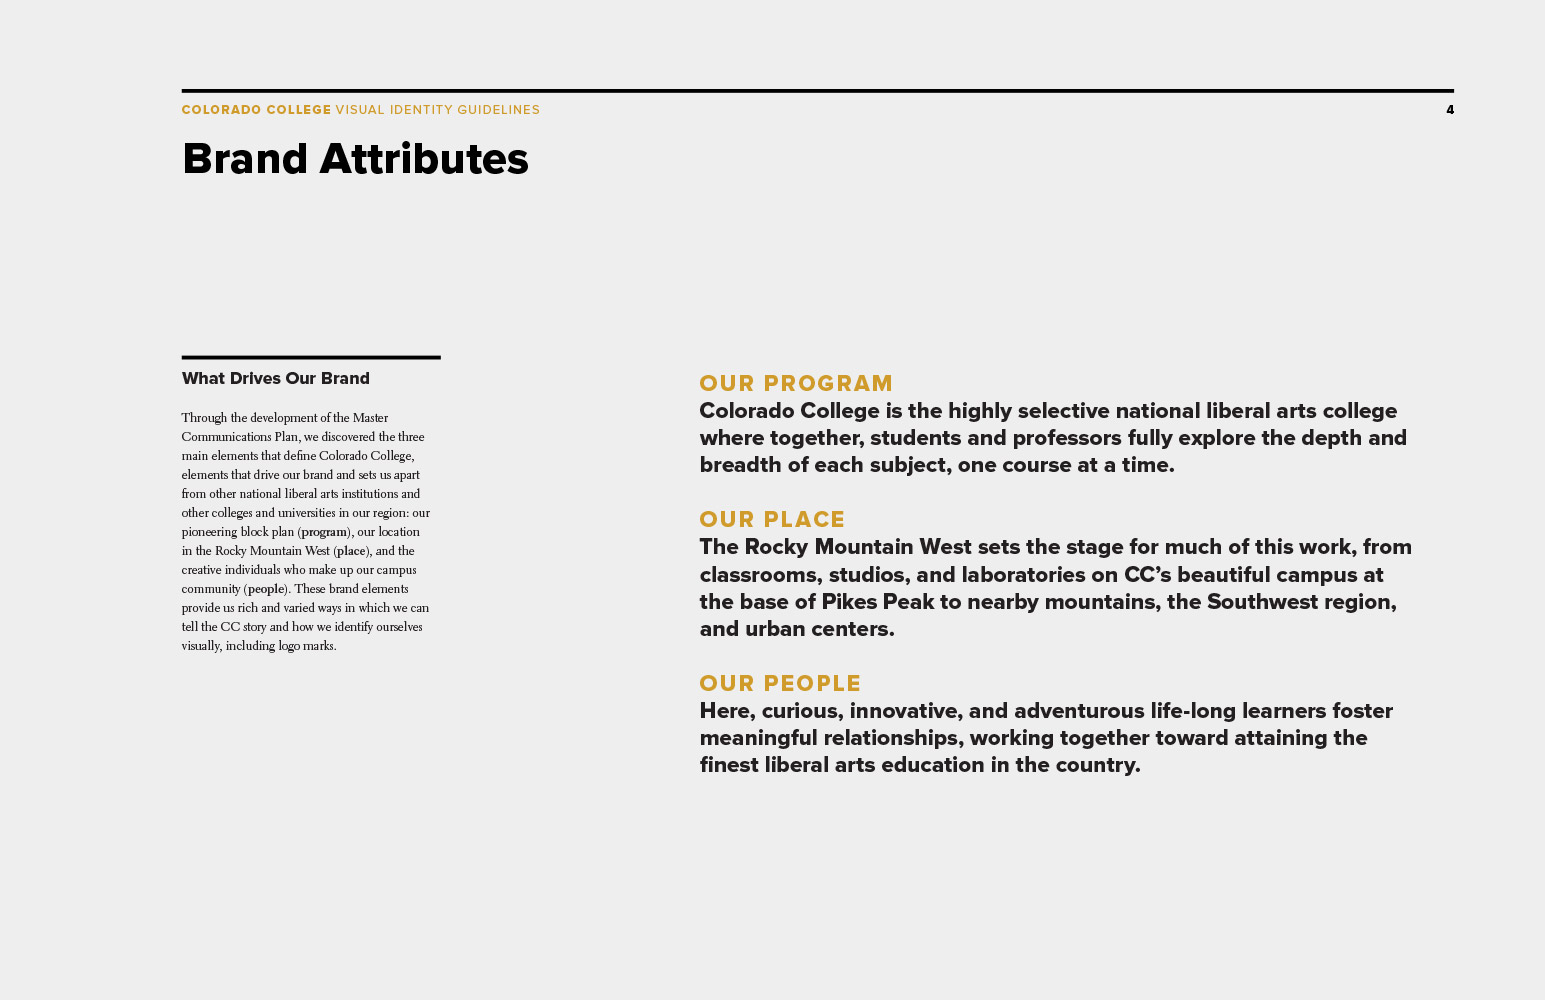 COLORADO COLLEGE VISUAL IDENTITY GUIDELINES
4
Brand Attributes
What Drives Our Brand
Through the development of the Master
Communications Plan, we discovered the three
main elements that define Colorado College,
elements that drive our brand and sets us apart
from other national liberal arts institutions and
other colleges and universities in our region: our
pioneering block plan (program), our location
in the Rocky Mountain West (place), and the
creative individuals who make up our campus
community (people). These brand elements
provide us rich and varied ways in which we can
tell the CC story and how we identify ourselves
visually, including logo marks.
OUR PROGRAM
Colorado College is the highly selective national liberal arts college
where together, students and professors fully explore the depth and
breadth of each subject, one course at a time.
OUR PLACE
The Rocky Mountain West sets the stage for much of this work, from
classrooms, studios, and laboratories on CC’s beautiful campus at
the base of Pikes Peak to nearby mountains, the Southwest region,
and urban centers.
OUR PEOPLE
Here, curious, innovative, and adventurous life-long learners foster
meaningful relationships, working together toward attaining the
finest liberal arts education in the country.